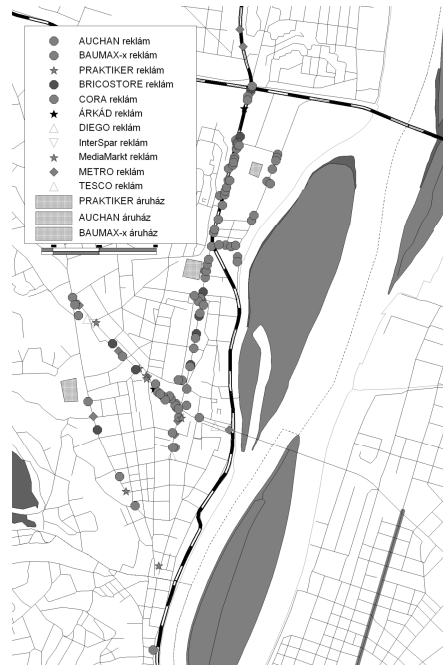 AUCHAN reklám
BAUMAX-x reklám
PRAKTIKER reklám
BRICOSTORE reklám
CORA reklám
ÁRKÁD reklám
DIEGO reklám
InterSpar reklám
MediaMarkt reklám
METRO reklám
TESCO reklám
PRAKTIKER áruház
AUCHAN áruház
BAUMAX-x áruház